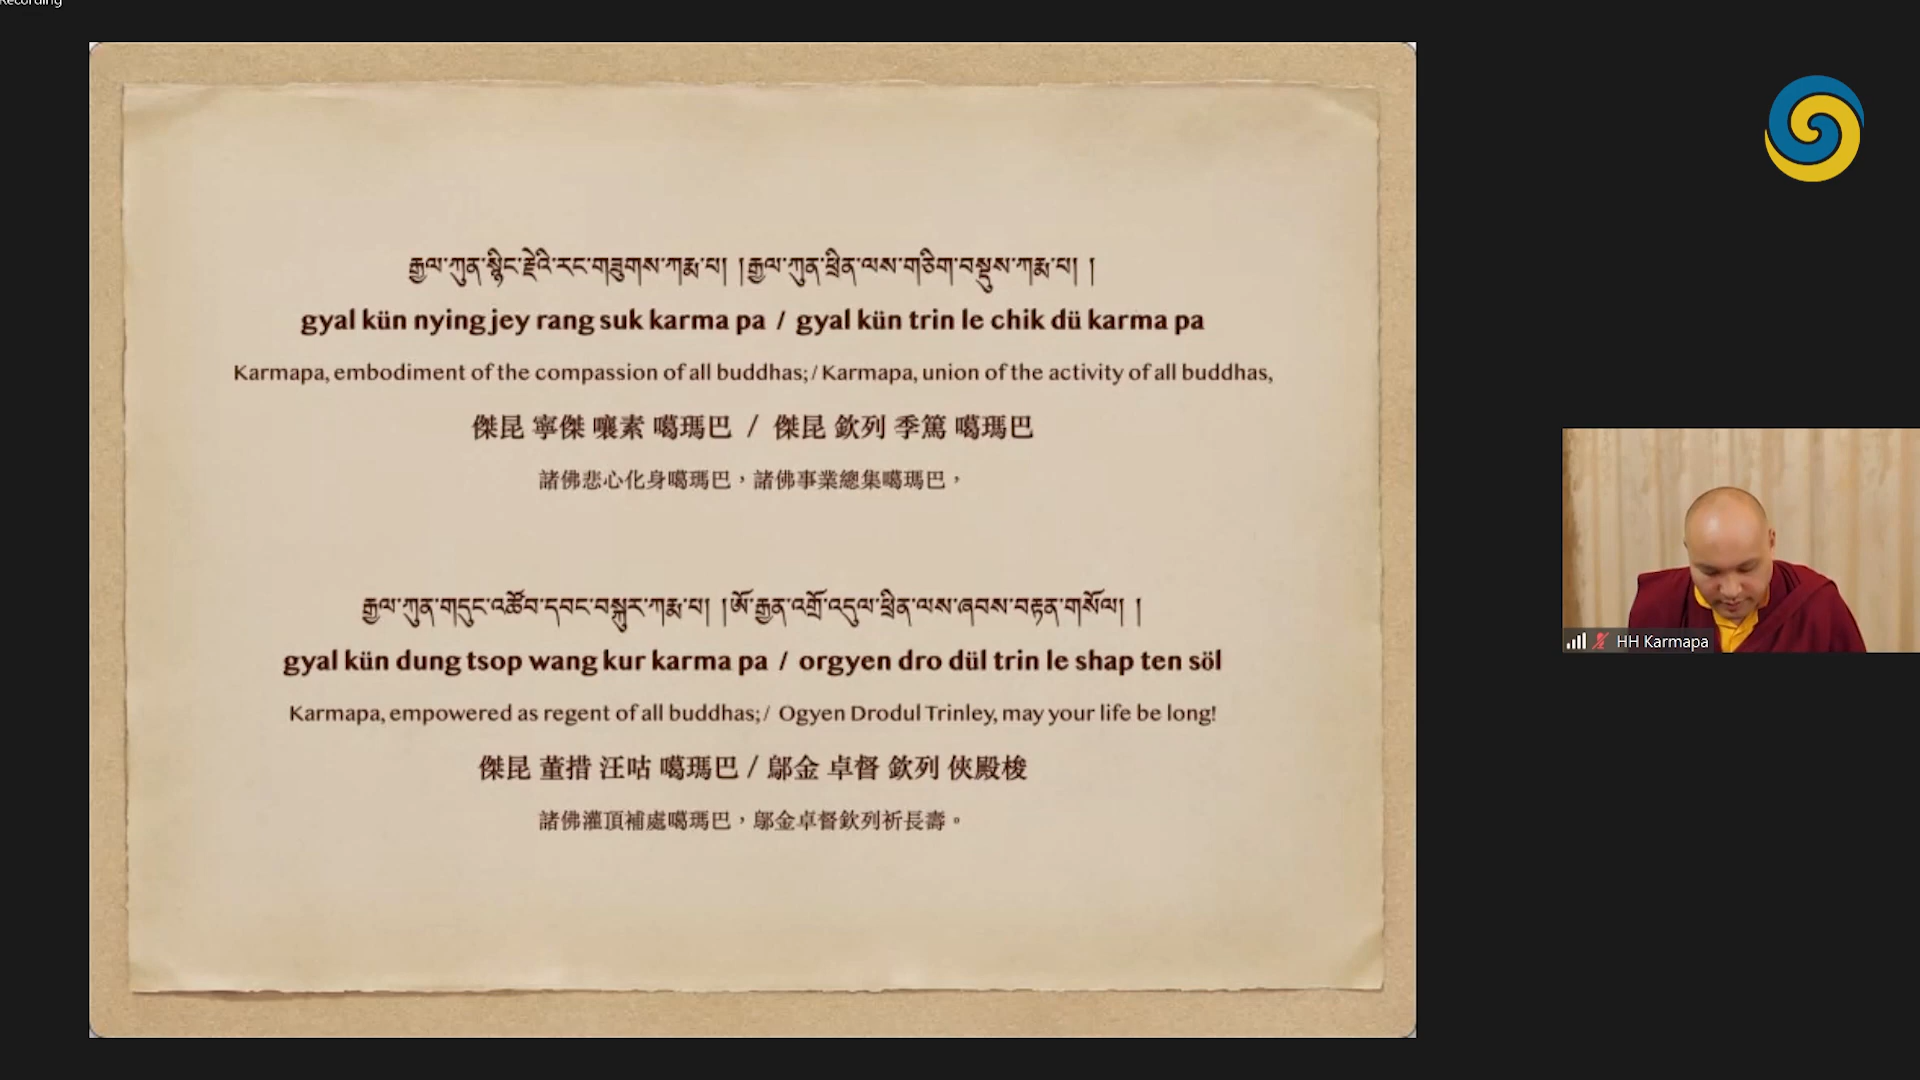 Recording
རྒྱལ་ཀུན་སྙིང་རྗེའི་རང་གཟུགས་ཀརྨ་པ། །རྒྱལ་ཀུན་ཕྲིན་ལས་གཅིག་བསྡུས་ཀརྨ་པ། །
gyal kün nying jey rang suk karma pa / gyal kün trin le chik dü karma pa
Karmapa, embodiment of the compassion of all buddhas; / Karmapa, union of the activity of all buddhas,
傑昆 寧傑 嚷素 噶瑪巴 / 傑昆 欽列 季篤 噶瑪巴
諸佛悲心化身噶瑪巴，諸佛事業總集噶瑪巴，
རྒྱལ་ཀུན་གདུང་འཚོབ་དབང་བསྐུར་ཀརྨ་པ། །ཨོ་རྒྱན་འགྲོ་འདུལ་ཕྲིན་ལས་ཞབས་བརྟན་གསོལ། །
gyal kün dung tsop wang kur karma pa / orgyen dro dül trin le shap ten söl
Karmapa, empowered as regent of all buddhas; / Ogyen Drodul Trinley, may your life be long!
傑昆 董措 汪咕 噶瑪巴 / 鄔金 卓督 欽列 俠殿梭
諸佛灌頂補處噶瑪巴，鄔金卓督欽列祈長壽。
HH Karmapa